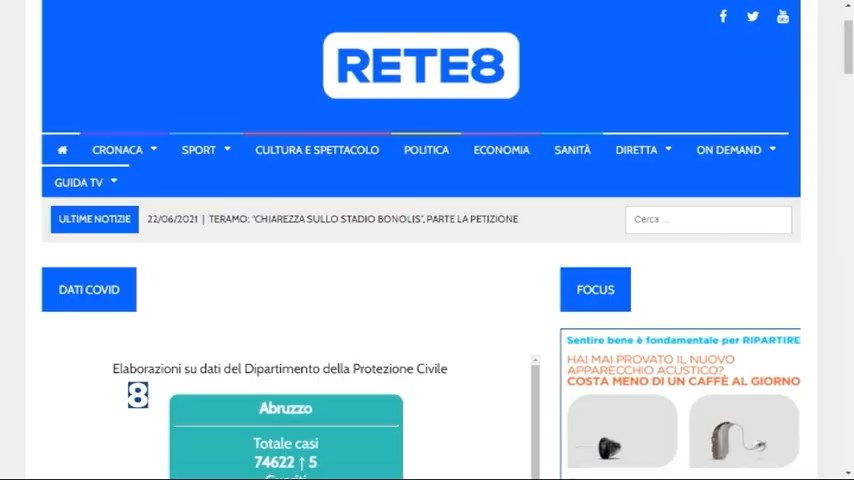 RETE8
CRONACA SPORT CULTURA E SPETTACOLO POLITICA ECONOMIA SANITÀ DIRETTA ON DEMAND
GUIDA TV
ULTIME NOTIZIE 22/06/2021 | TERAMO: "CHIAREZZA SULLO STADIO BONOLIS", PARTE LA PETIZIONE Cerca ...
DATI COVID
FOCUS
Elaborazioni su dati del Dipartimento della Protezione Civile
8
Abruzzo
Totale casi
74622 ↑ 5
Sentire bene è fondamentale per RIPARTIRE
HAI MAI PROVATO IL NUOVO
APPARECCHIO ACUSTICO?
COSTA MENO DI UN CAFFÈ AL GIORNO